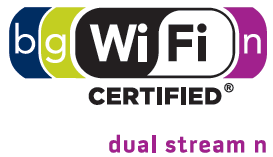 b g Wi Fi n
CERTIFIED®
dual stream n